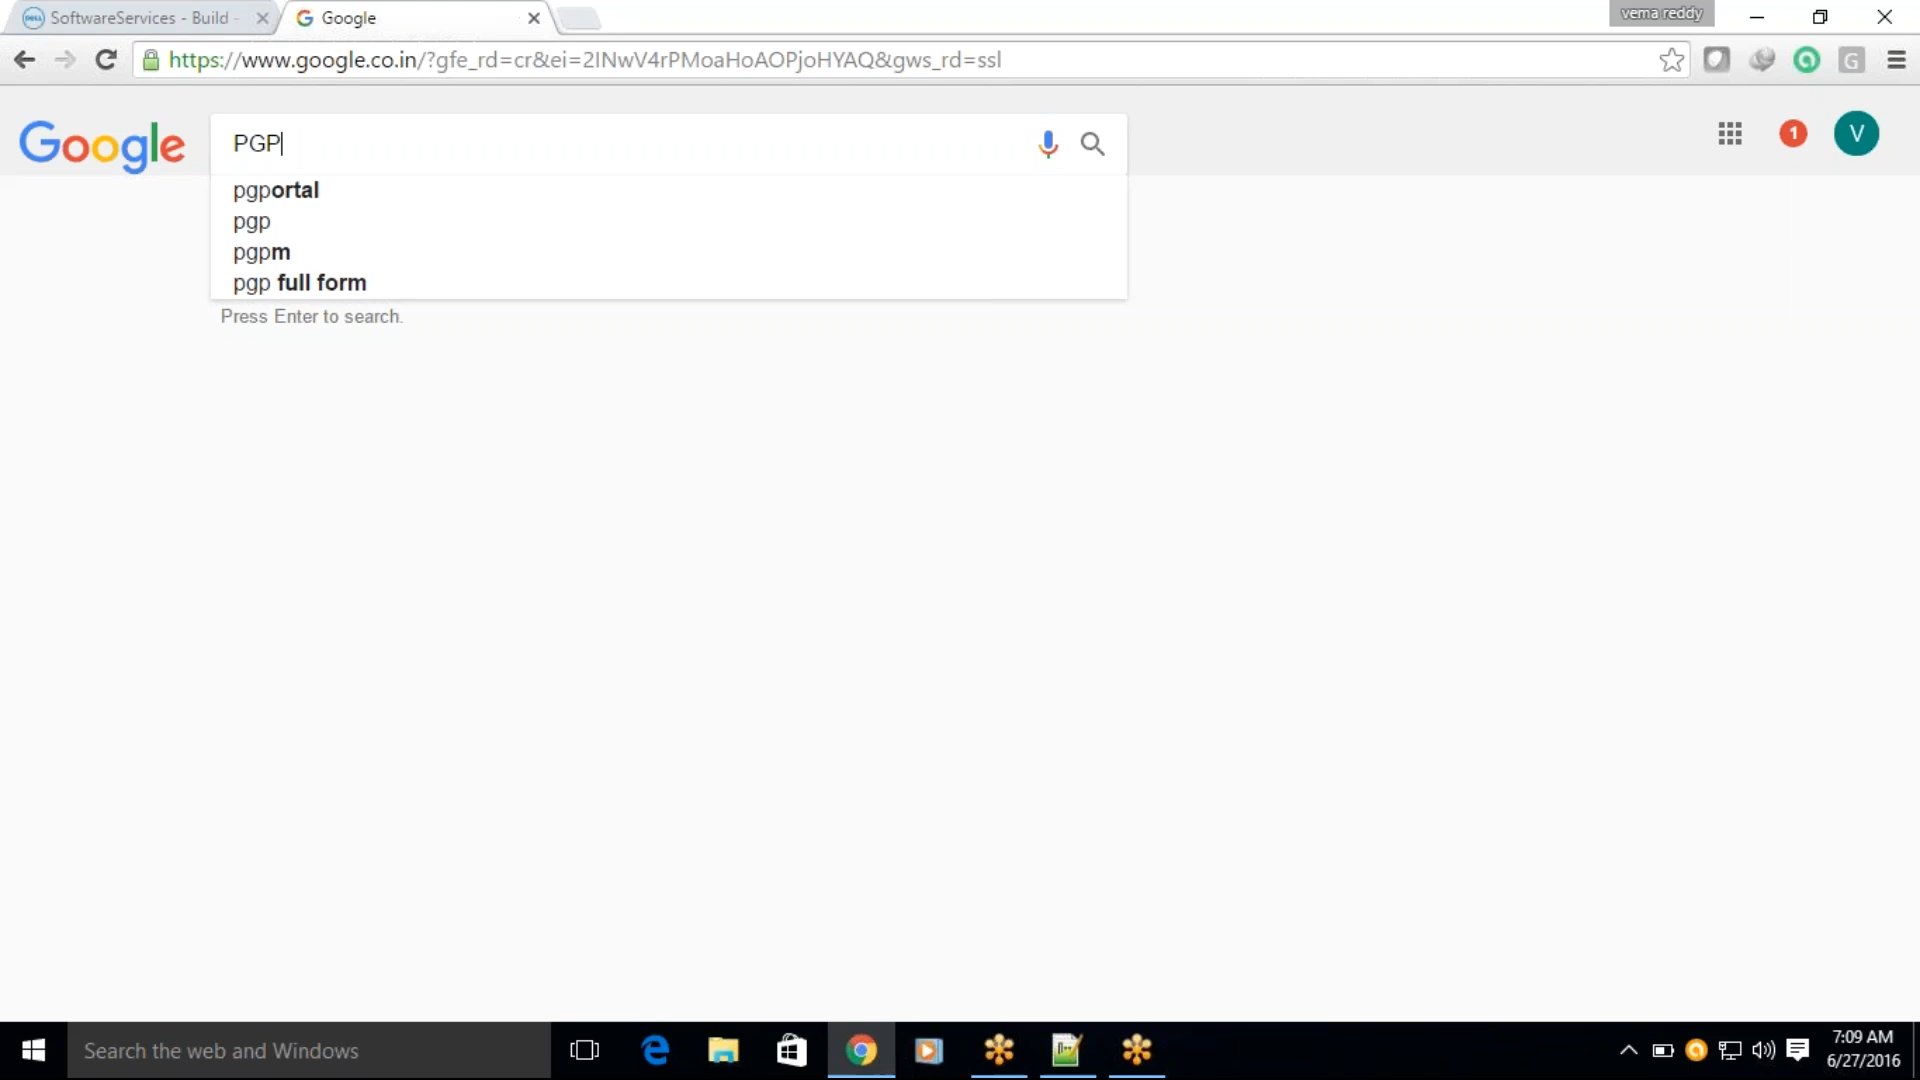 SoftwareServices - Build -
Google
vema reddy
https://www.google.co.in/?gfe_rd=cr&ei=2INwV4rPMoaHoAOPjoHYAQ&gws_rd=ssl
Google
PGP
1
V
pgportal
pgp
pgpm
pgp full form
Press Enter to search.
Search the web and Windows
7:09 AM
6/27/2016